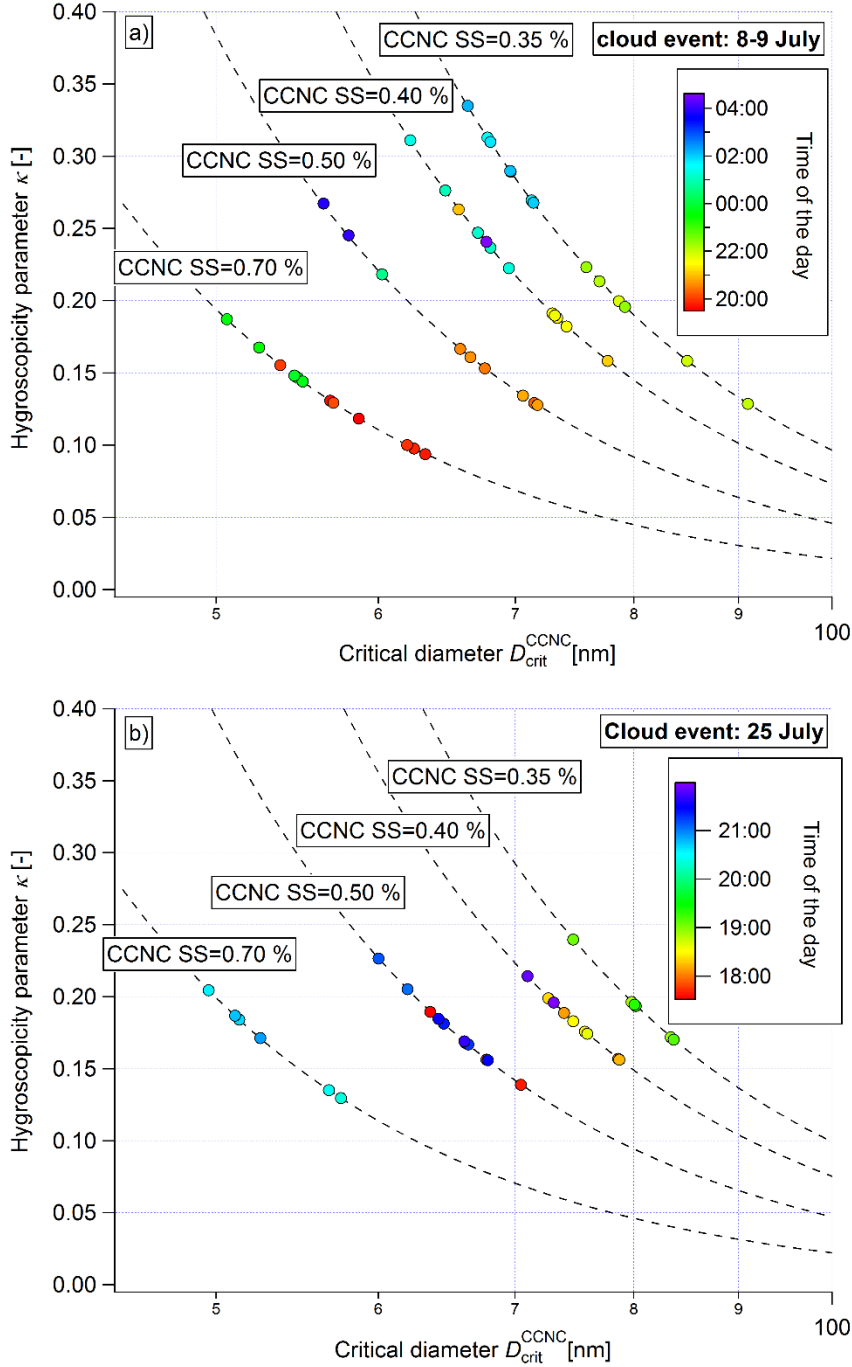 a)
cloud event: 8-9 July
CCNC SS=0.35 %
CCNC SS=0.40 %
CCNC SS=0.50 %
CCNC SS=0.70 %
0.40
0.35
0.30
0.25
0.20
0.15
0.10
0.05
0.00
Hygroscopicity parameter κ [-]
04:00
02:00
00:00
22:00
20:00
Time of the day
5 6 7 8 9 100
Critical diameter D_crit^CCNC [nm]
b)
Cloud event: 25 July
CCNC SS=0.35 %
CCNC SS=0.40 %
CCNC SS=0.50 %
CCNC SS=0.70 %
0.40
0.35
0.30
0.25
0.20
0.15
0.10
0.05
0.00
Hygroscopicity parameter κ [-]
21:00
20:00
19:00
18:00
Time of the day
5 6 7 8 9 100
Critical diameter D_crit^CCNC [nm]